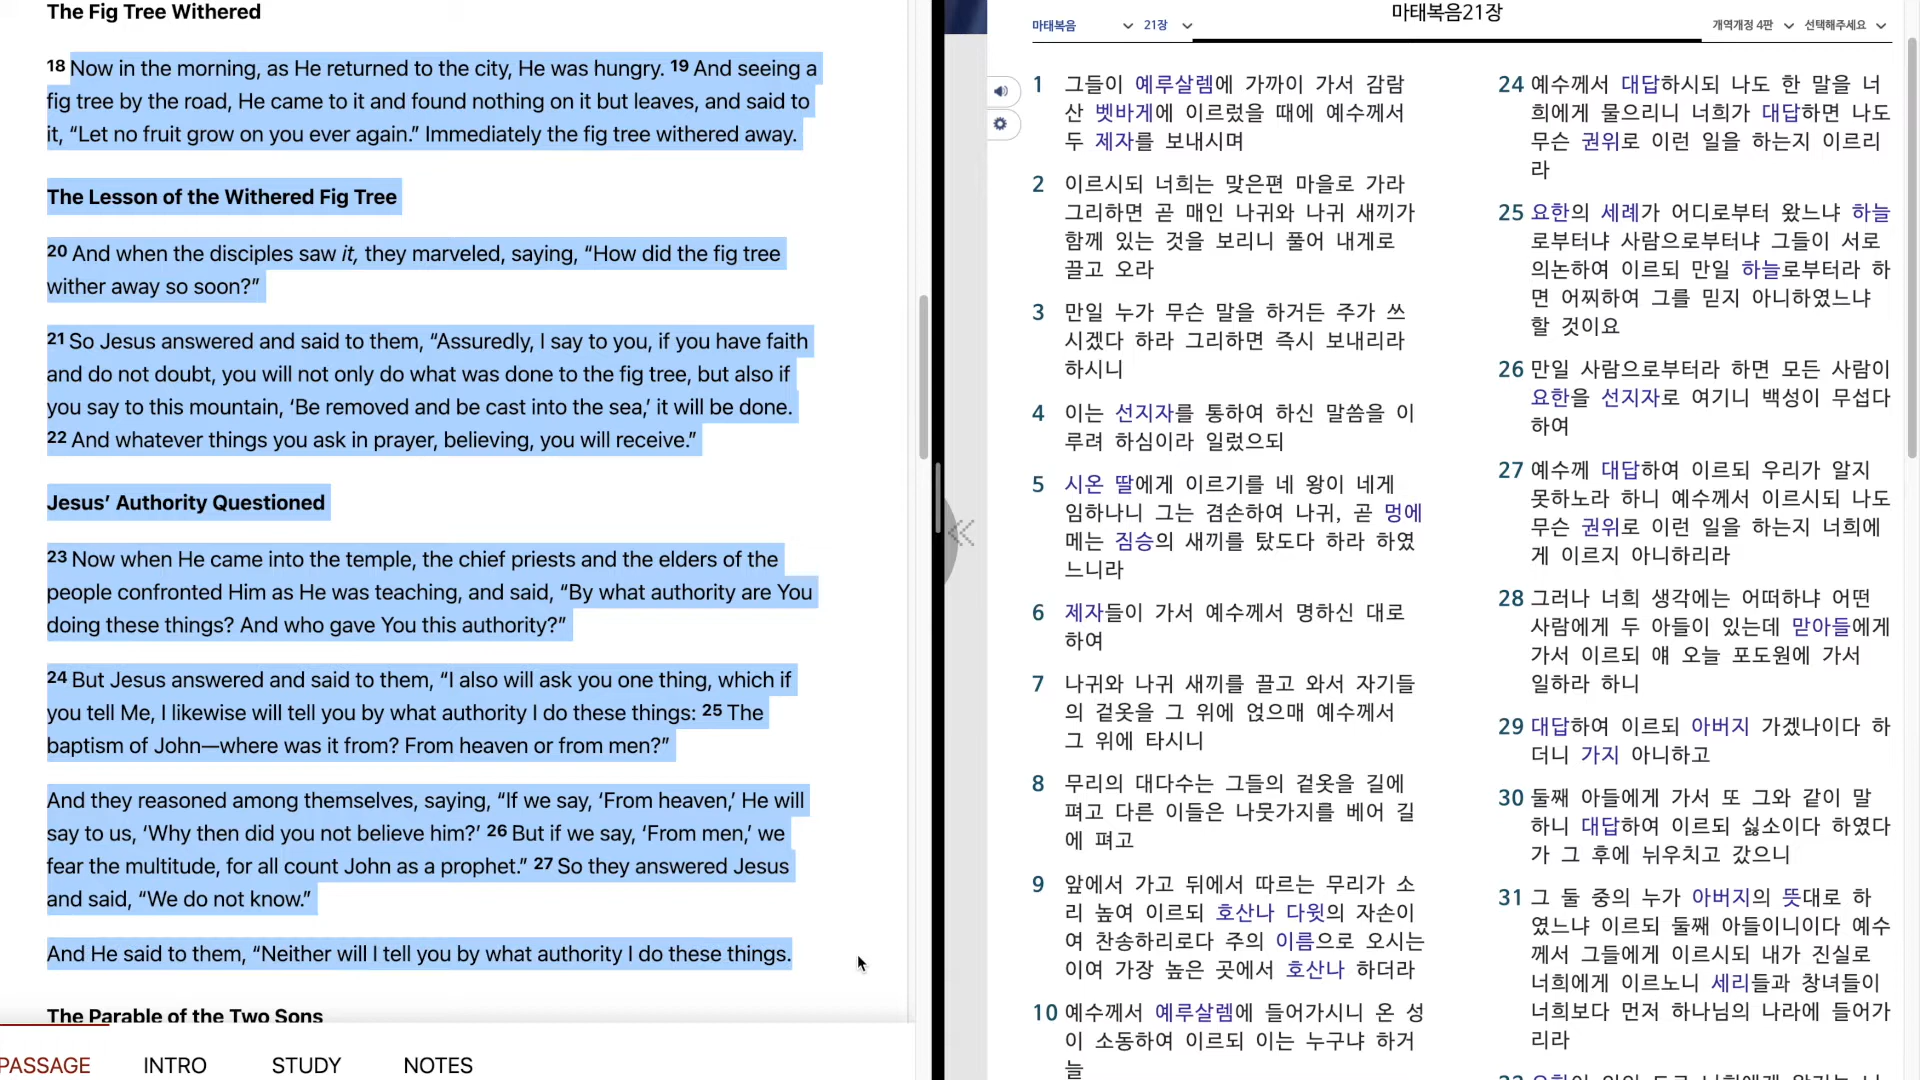 The Fig Tree Withered
18 Now in the morning, as He returned to the city, He was hungry. 19 And seeing a
fig tree by the road, He came to it and found nothing on it but leaves, and said to
it, “Let no fruit grow on you ever again.” Immediately the fig tree withered away.
The Lesson of the Withered Fig Tree
20 And when the disciples saw it, they marveled, saying, “How did the fig tree
wither away so soon?”
21 So Jesus answered and said to them, “Assuredly, I say to you, if you have faith
and do not doubt, you will not only do what was done to the fig tree, but also if
you say to this mountain, ‘Be removed and be cast into the sea,’ it will be done.
22 And whatever things you ask in prayer, believing, you will receive.”
Jesus’ Authority Questioned
23 Now when He came into the temple, the chief priests and the elders of the
people confronted Him as He was teaching, and said, “By what authority are You
doing these things? And who gave You this authority?”
24 But Jesus answered and said to them, “I also will ask you one thing, which if
you tell Me, I likewise will tell you by what authority I do these things: 25 The
baptism of John—where was it from? From heaven or from men?”
And they reasoned among themselves, saying, “If we say, ‘From heaven,’ He will
say to us, ‘Why then did you not believe him?’ 26 But if we say, ‘From men,’ we
fear the multitude, for all count John as a prophet.” 27 So they answered Jesus
and said, “We do not know.”
And He said to them, “Neither will I tell you by what authority I do these things.
The Parable of the Two Sons
PASSAGE INTRO STUDY NOTES
마태복음 21장 마태복음21장 개역개정 4판 선택해주세요
1 그들이 예루살렘에 가까이 가서 감람
산 벳바게에 이르렀을 때에 예수께서
두 제자를 보내시며
2 이르시되 너희는 맞은편 마을로 가라
그리하면 곧 매인 나귀와 나귀 새끼가
함께 있는 것을 보리니 풀어 내게로
끌고 오라
3 만일 누가 무슨 말을 하거든 주가 쓰
시겠다 하라 그리하면 즉시 보내리라
하시니
4 이는 선지자를 통하여 하신 말씀을 이
루려 하심이라 일렀으되
5 시온 딸에게 이르기를 네 왕이 네게
임하나니 그는 겸손하여 나귀, 곧 멍에
메는 짐승의 새끼를 탔도다 하라 하였
느니라
6 제자들이 가서 예수께서 명하신 대로
하여
7 나귀와 나귀 새끼를 끌고 와서 자기들
의 겉옷을 그 위에 얹으매 예수께서
그 위에 타시니
8 무리의 대다수는 그들의 겉옷을 길에
펴고 다른 이들은 나뭇가지를 베어 길
에 펴고
9 앞에서 가고 뒤에서 따르는 무리가 소
리 높여 이르되 호산나 다윗의 자손이
여 찬송하리로다 주의 이름으로 오시는
이여 가장 높은 곳에서 호산나 하더라
10 예수께서 예루살렘에 들어가시니 온 성
이 소동하여 이르되 이는 누구냐 하거
늘
24 예수께서 대답하시되 나도 한 말을 너
희에게 물으리니 너희가 대답하면 나도
무슨 권위로 이런 일을 하는지 이르리
라
25 요한의 세례가 어디로부터 왔느냐 하늘
로부터냐 사람으로부터냐 그들이 서로
의논하여 이르되 만일 하늘로부터라 하
면 어찌하여 그를 믿지 아니하였느냐
할 것이요
26 만일 사람으로부터라 하면 모든 사람이
요한을 선지자로 여기니 백성이 무섭다
하여
27 예수께 대답하여 이르되 우리가 알지
못하노라 하니 예수께서 이르시되 나도
무슨 권위로 이런 일을 하는지 너희에
게 이르지 아니하리라
28 그러나 너희 생각에는 어떠하냐 어떤
사람에게 두 아들이 있는데 맏아들에게
가서 이르되 얘 오늘 포도원에 가서
일하라 하니
29 대답하여 이르되 아버지 가겠나이다 하
더니 가지 아니하고
30 둘째 아들에게 가서 또 그와 같이 말
하니 대답하여 이르되 싫소이다 하였다
가 그 후에 뉘우치고 갔으니
31 그 둘 중의 누가 아버지의 뜻대로 하
였느냐 이르되 둘째 아들이니이다 예수
께서 그들에게 이르시되 내가 진실로
너희에게 이르노니 세리들과 창녀들이
너희보다 먼저 하나님의 나라에 들어가
리라